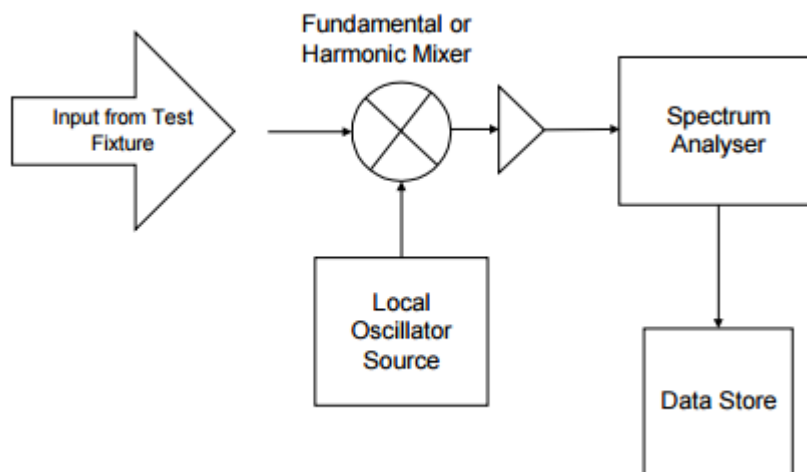 Fundamental or
Harmonic Mixer
Input from Test
Fixture
Spectrum
Analyser
Local
Oscillator
Source
Data Store